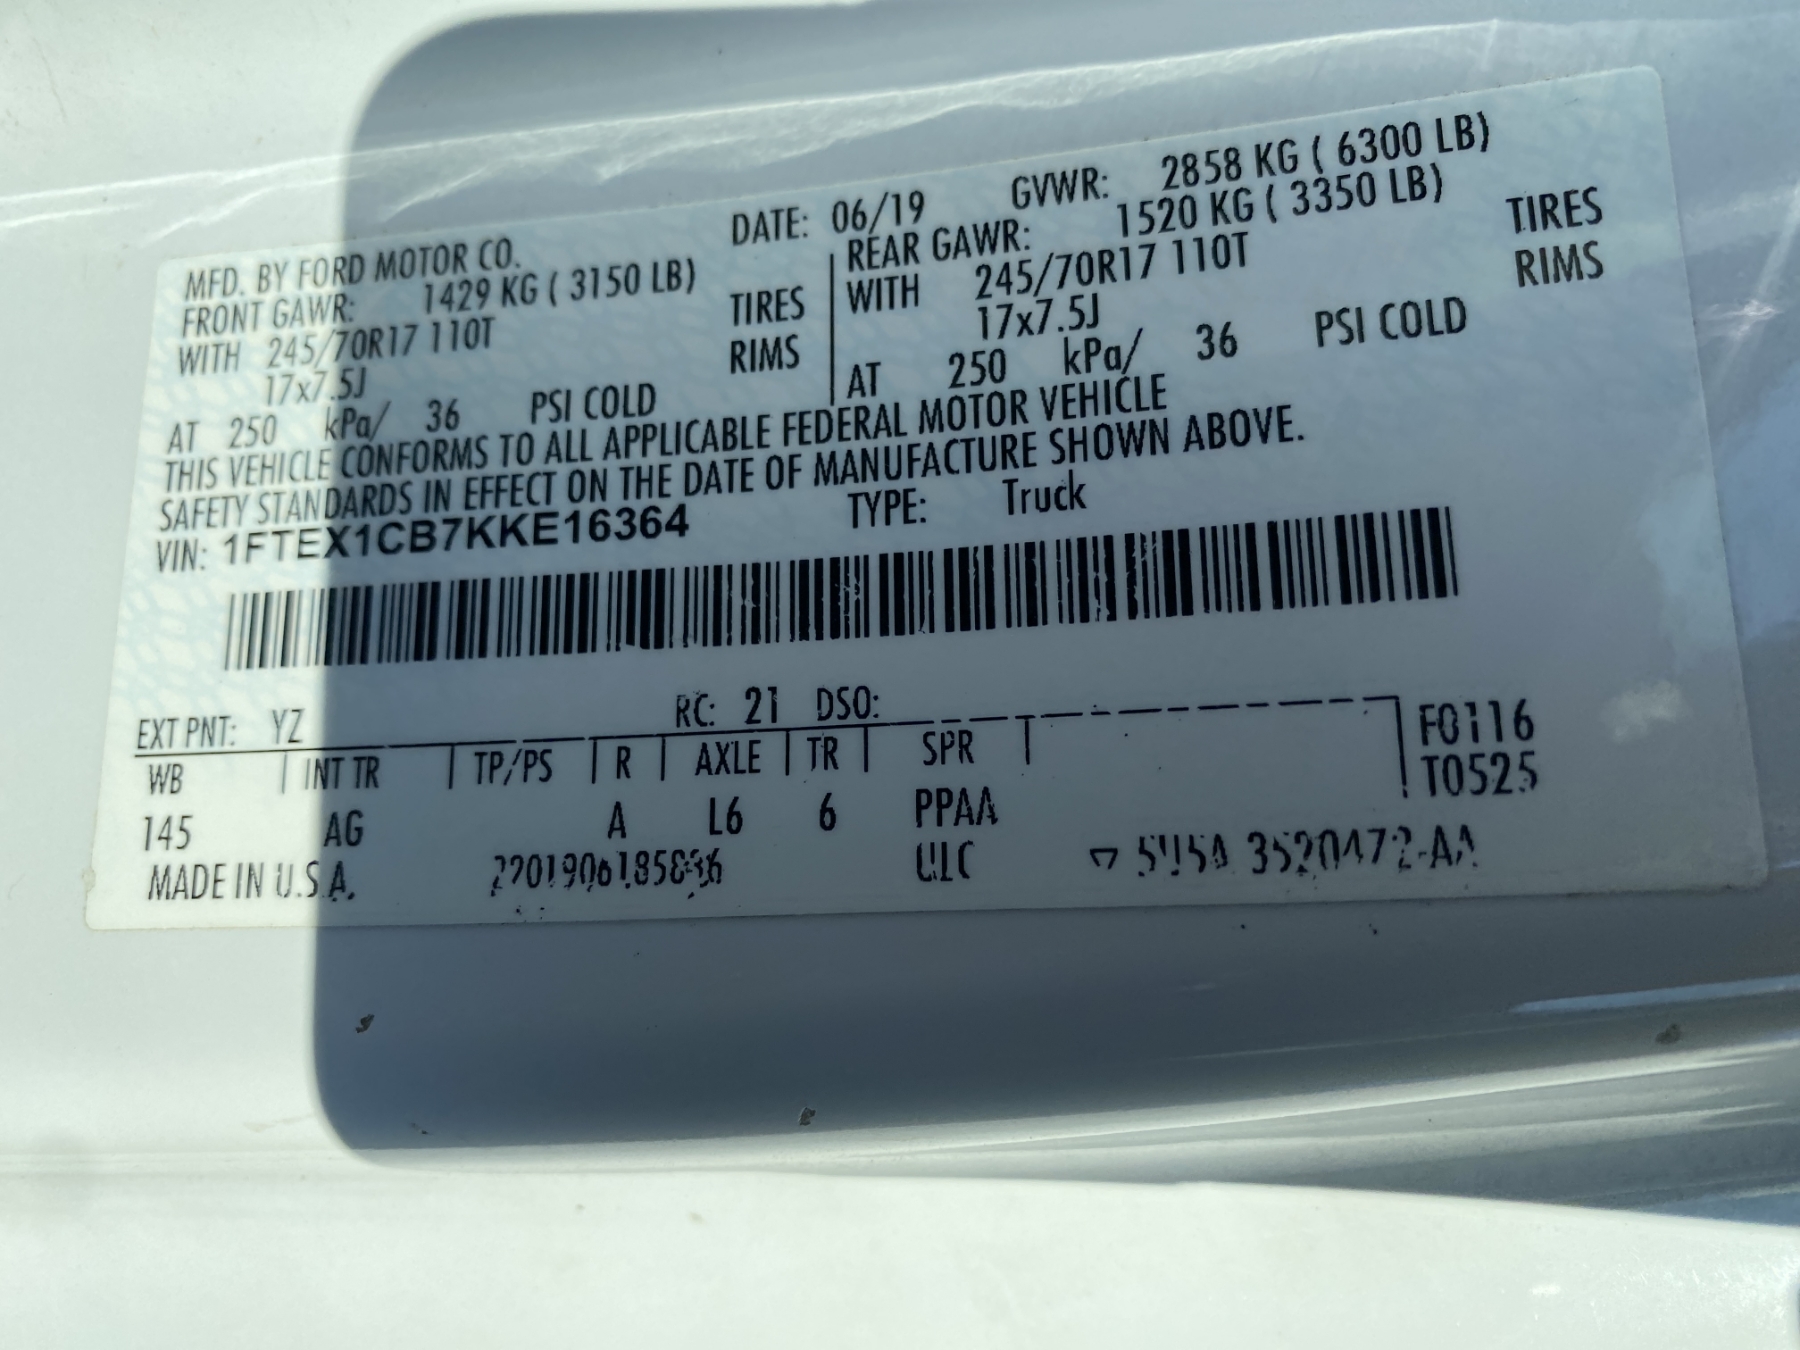 MFD. BY FORD MOTOR CO.
DATE: 06/19 GVWR: 2858 KG ( 6300 LB)
FRONT GAWR: 1429 KG ( 3150 LB)
WITH 245/70R17 110T TIRES
17x7.5J RIMS
AT 250 kPa/ 36 PSI COLD
REAR GAWR: 1520 KG ( 3350 LB)
WITH 245/70R17 110T TIRES
17x7.5J RIMS
AT 250 kPa/ 36 PSI COLD
THIS VEHICLE CONFORMS TO ALL APPLICABLE FEDERAL MOTOR VEHICLE
SAFETY STANDARDS IN EFFECT ON THE DATE OF MANUFACTURE SHOWN ABOVE.
VIN: 1FTEX1CB7KKE16364 TYPE: Truck
EXT PNT: YZ RC: 21 DSO:
WB | INT TR | TP/PS | R | AXLE | TR | SPR | F0116
T0525
145 AG A L6 6 PPAA
MADE IN U.S.A. ULC